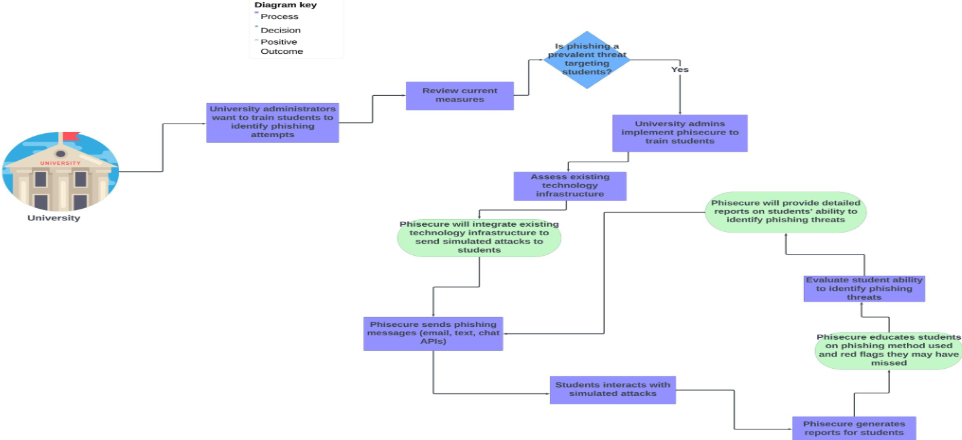 Diagram key
Process
Decision
Positive
Outcome
Is phishing a
prevalent threat
targeting
students?
Yes
Review current
measures
University administrators
want to train students to
identify phishing
attempts
University admins
implement phisecure to
train students
UNIVERSITY
University
Assess existing
technology
infrastructure
Phisecure will provide detailed
reports on students' ability to
identify phishing threats
Phisecure will integrate existing
technology infrastructure to
send simulated attacks to
students
Evaluate student ability
to identify phishing
threats
Phisecure sends phishing
messages (email, text, chat
APIs)
Phisecure educates students
on phishing method used
and red flags they may have
missed
Students interacts with
simulated attacks
Phisecure generates
reports for students